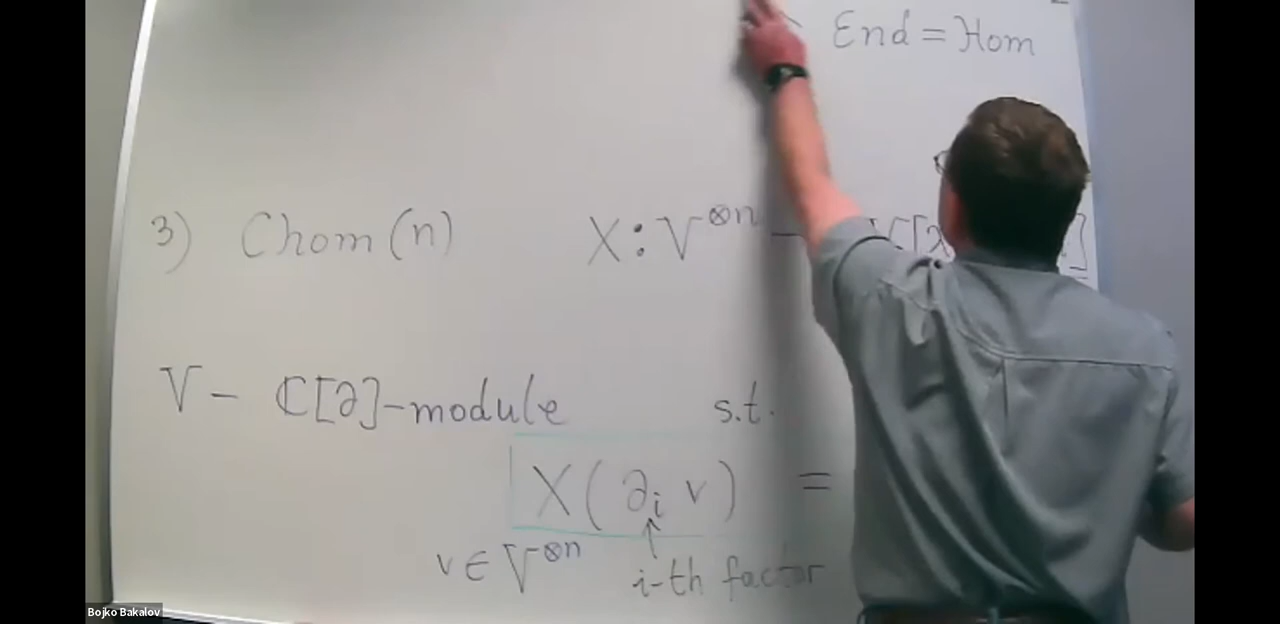 End = Hom
3) Chom(n) X : V^{⊗n}
V – ℂ[∂]-module s.t.
X(∂_i v) =
v ∈ V^{⊗n} i-th factor
Bojko Bakalov